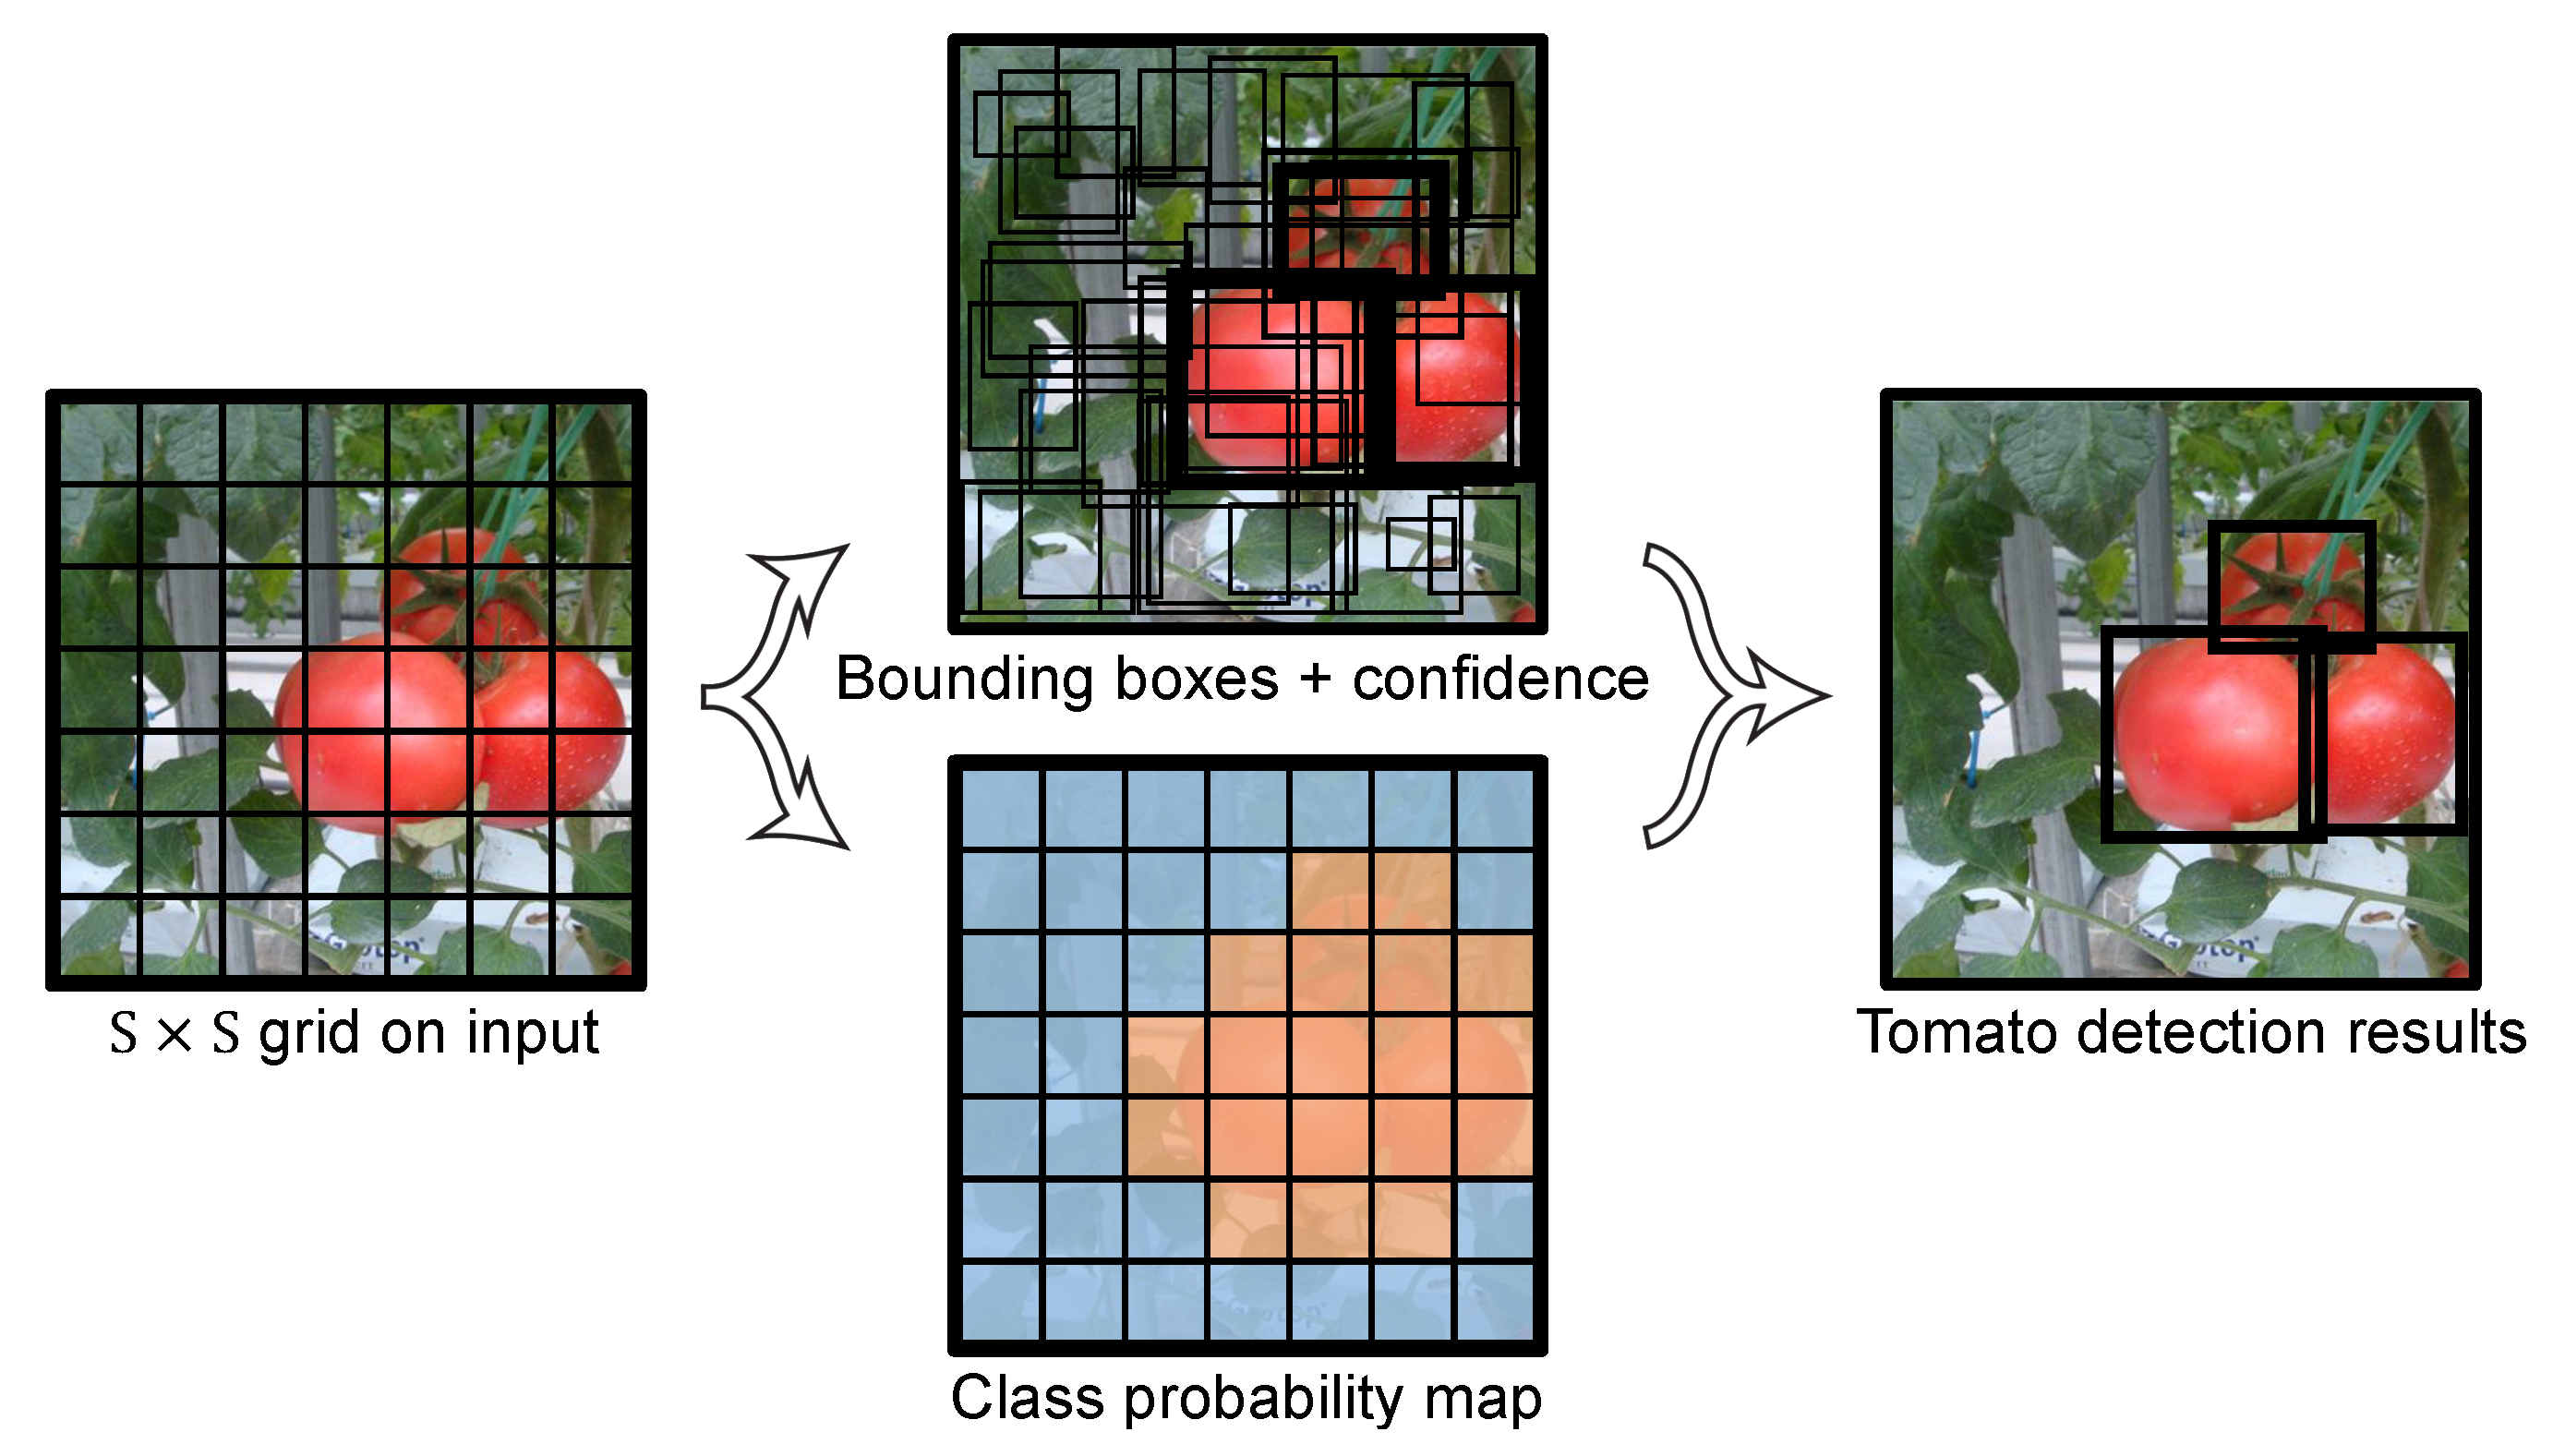 Bounding boxes + confidence
S × S grid on input
Tomato detection results
Class probability map